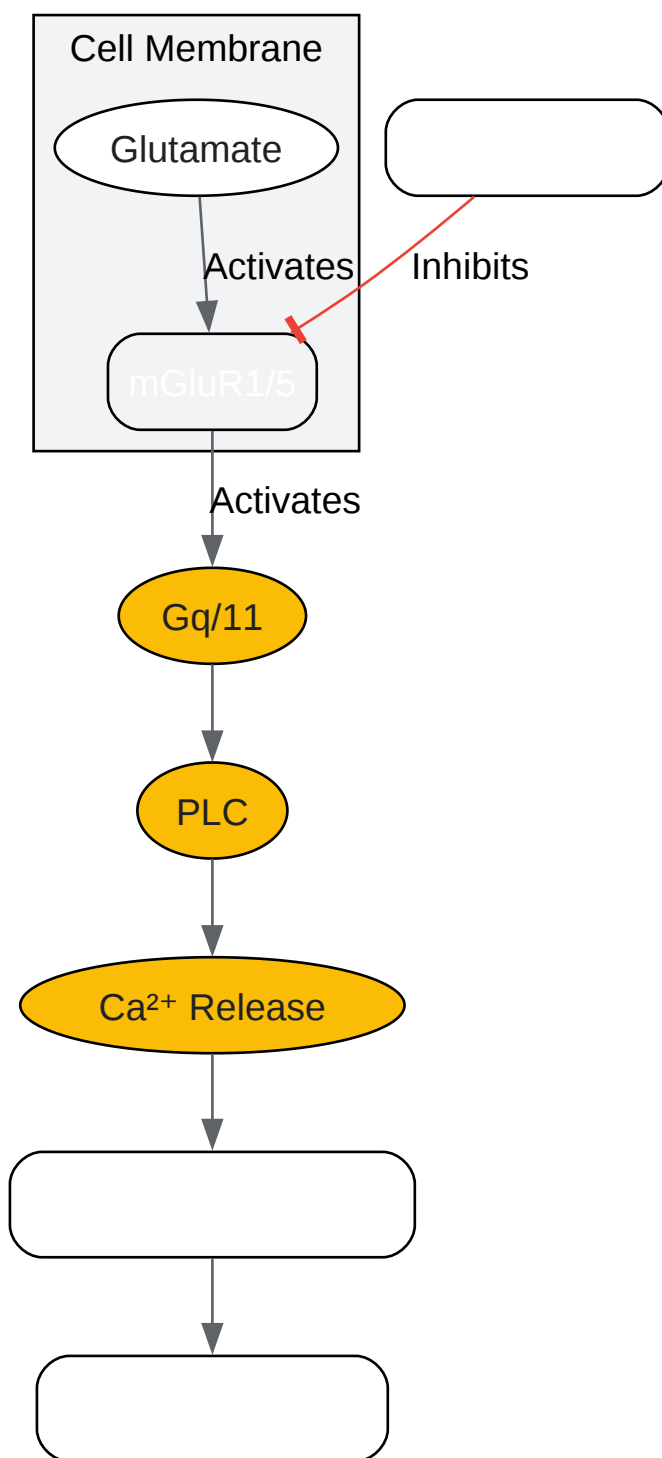 Cell Membrane
Glutamate
Activates
Inhibits
mGluR1/5
Activates
Gq/11
PLC
Ca²⁺ Release